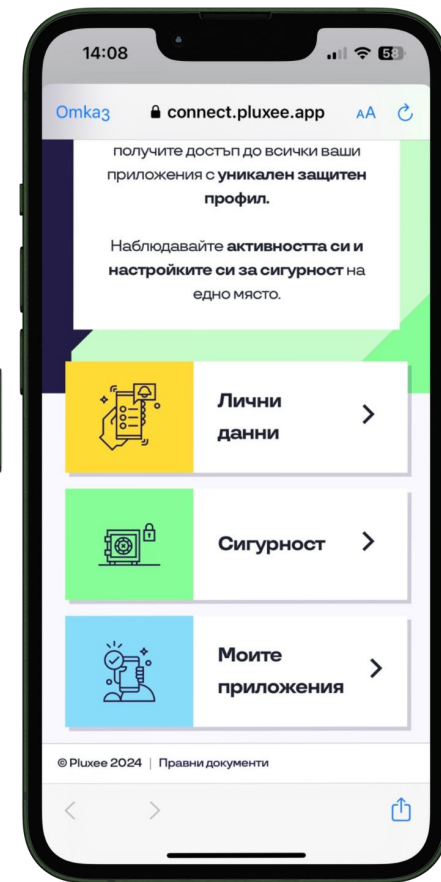 14:08
58
Отказ
connect.pluxee.app
AA
получите достъп до всички ваши
приложения с уникален защитен
профил.
Наблюдавайте активността си и
настройките си за сигурност на
едно място.
Лични
данни
Сигурност
Моите
приложения
© Pluxee 2024 | Правни документи